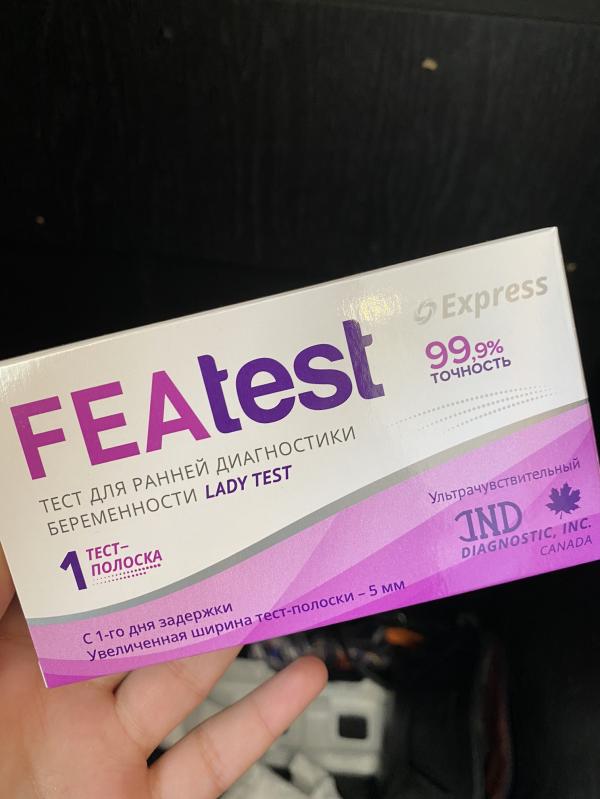 Express
99,9%
ТОЧНОСТЬ
FEAtest
ТЕСТ ДЛЯ РАННЕЙ ДИАГНОСТИКИ
БЕРЕМЕННОСТИ LADY TEST
1 ТЕСТ–
ПОЛОСКА
Ультрачувствительный
IND
DIAGNOSTIC, INC.
CANADA
С 1-го дня задержки
Увеличенная ширина тест-полоски – 5 мм